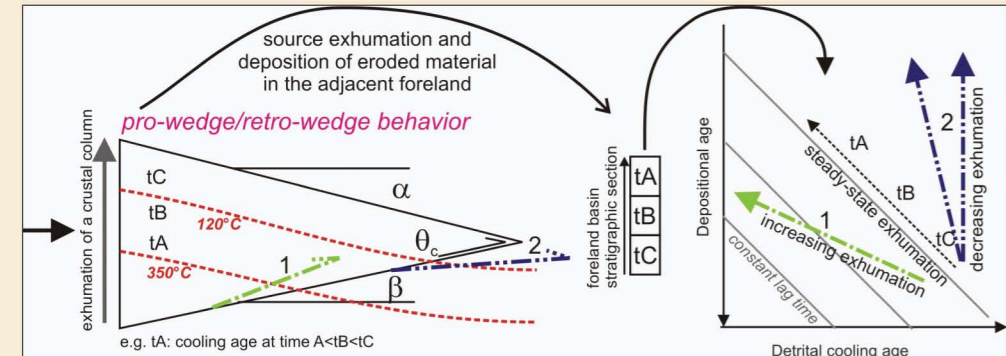 source exhumation and
deposition of eroded material
in the adjacent foreland
pro-wedge/retro-wedge behavior
exhumation of a crustal column
tC
120°C
tB
tA
350°C
α
θc
β
1
2
e.g. tA: cooling age at time A<tB<tC
foreland basin
stratigraphic section
tA
tB
tC
Depositional age
tA
tB
tC
steady-state exhumation
1
increasing exhumation
constant lag time
2
decreasing exhumation
Detrital cooling age